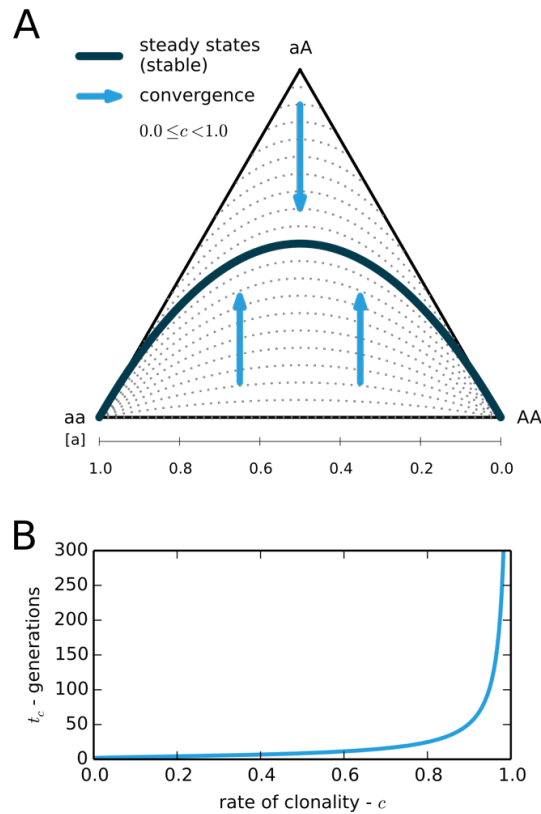 A
steady states
(stable)
convergence
0.0 ≤ c < 1.0
aA
aa
AA
[a]
1.0 0.8 0.6 0.4 0.2 0.0
B
300
250
200
150
100
50
0
t_c - generations
0.0 0.2 0.4 0.6 0.8 1.0
rate of clonality - c